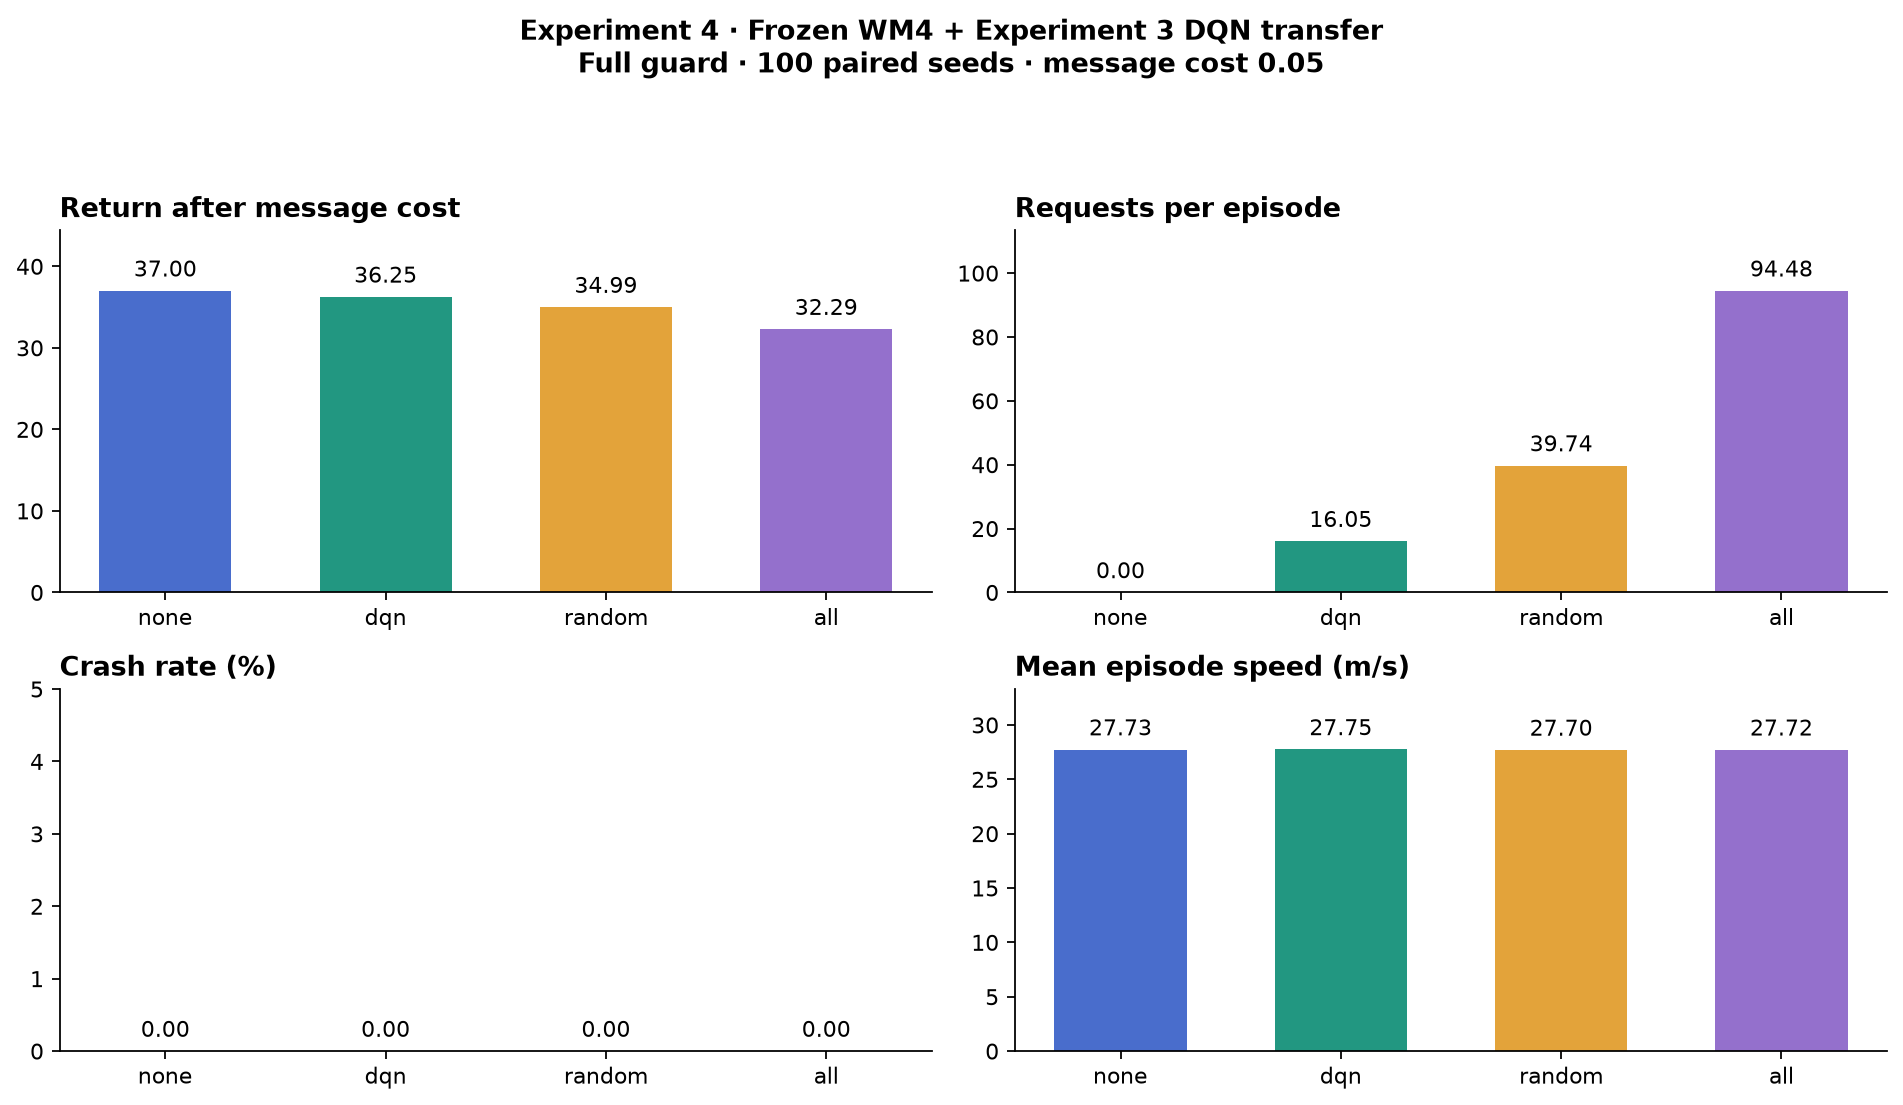 Experiment 4 · Frozen WM4 + Experiment 3 DQN transfer
Full guard · 100 paired seeds · message cost 0.05
Return after message cost
40
30
20
10
0
37.00
36.25
34.99
32.29
none
dqn
random
all
Requests per episode
100
80
60
40
20
0
0.00
16.05
39.74
94.48
none
dqn
random
all
Crash rate (%)
5
4
3
2
1
0
0.00
0.00
0.00
0.00
none
dqn
random
all
Mean episode speed (m/s)
30
25
20
15
10
5
0
27.73
27.75
27.70
27.72
none
dqn
random
all